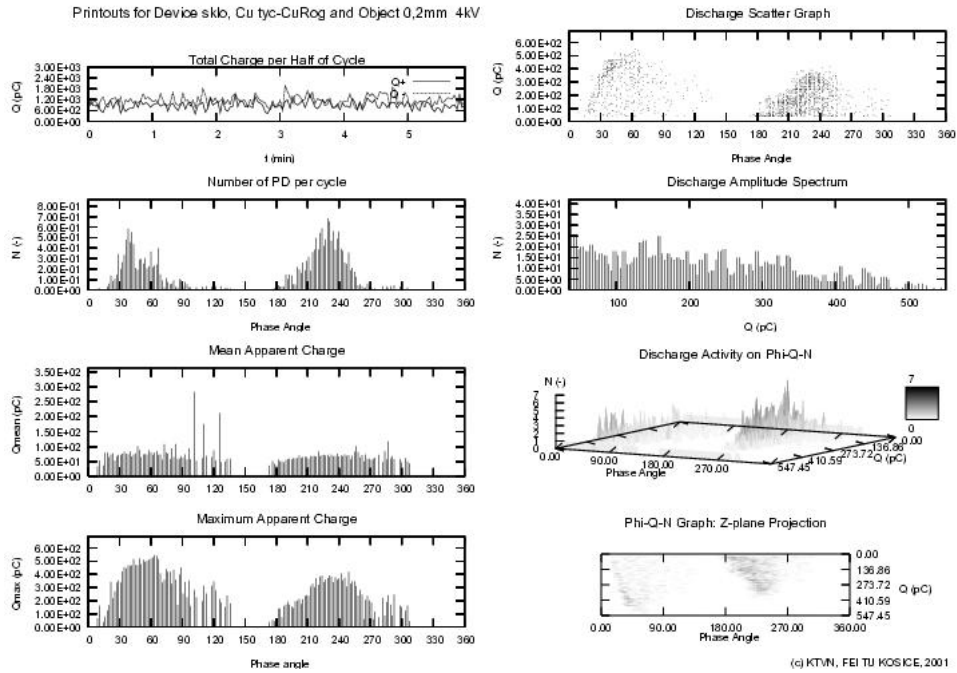 Printouts for Device sklo, Cu tyc-CuRog and Object 0,2mm 4kV
Total Charge per Half of Cycle
Q (pC)
3.00E+03
2.40E+03
1.80E+03
1.20E+03
6.00E+02
0.00E+00
Q+
Q-
0 1 2 3 4 5
t (min)
Number of PD per cycle
N (-)
8.00E-01
7.00E-01
6.00E-01
5.00E-01
4.00E-01
3.00E-01
2.00E-01
1.00E-01
0.00E+00
0 30 60 90 120 150 180 210 240 270 300 330 360
Phase Angle
Mean Apparent Charge
Qmean (pC)
3.50E+02
3.00E+02
2.50E+02
2.00E+02
1.50E+02
1.00E+02
5.00E+01
0.00E+00
0 30 60 90 120 150 180 210 240 270 300 330 360
Phase Angle
Maximum Apparent Charge
Qmax (pC)
6.00E+02
5.00E+02
4.00E+02
3.00E+02
2.00E+02
1.00E+02
0.00E+00
0 30 60 90 120 150 180 210 240 270 300 330 360
Phase angle
Discharge Scatter Graph
Q (pC)
6.00E+02
5.00E+02
4.00E+02
3.00E+02
2.00E+02
1.00E+02
0.00E+00
0 30 60 90 120 150 180 210 240 270 300 330 360
Phase Angle
Discharge Amplitude Spectrum
N (-)
4.00E+01
3.50E+01
3.00E+01
2.50E+01
2.00E+01
1.50E+01
1.00E+01
5.00E+00
0.00E+00
100 200 300 400 500
Q (pC)
Discharge Activity on Phi-Q-N
N (-)
7
6
5
4
3
2
1
0
0.00 90.00 180.00 270.00
Phase Angle
547.45 410.59 273.72 136.86 0.00
Q (pC)
7
0
Phi-Q-N Graph: Z-plane Projection
0.00
136.86
273.72
410.59
547.45
Q (pC)
0.00 90.00 180.00 270.00 360.00
Phase Angle
(c) KTVN, FEI TU KOSICE, 2001